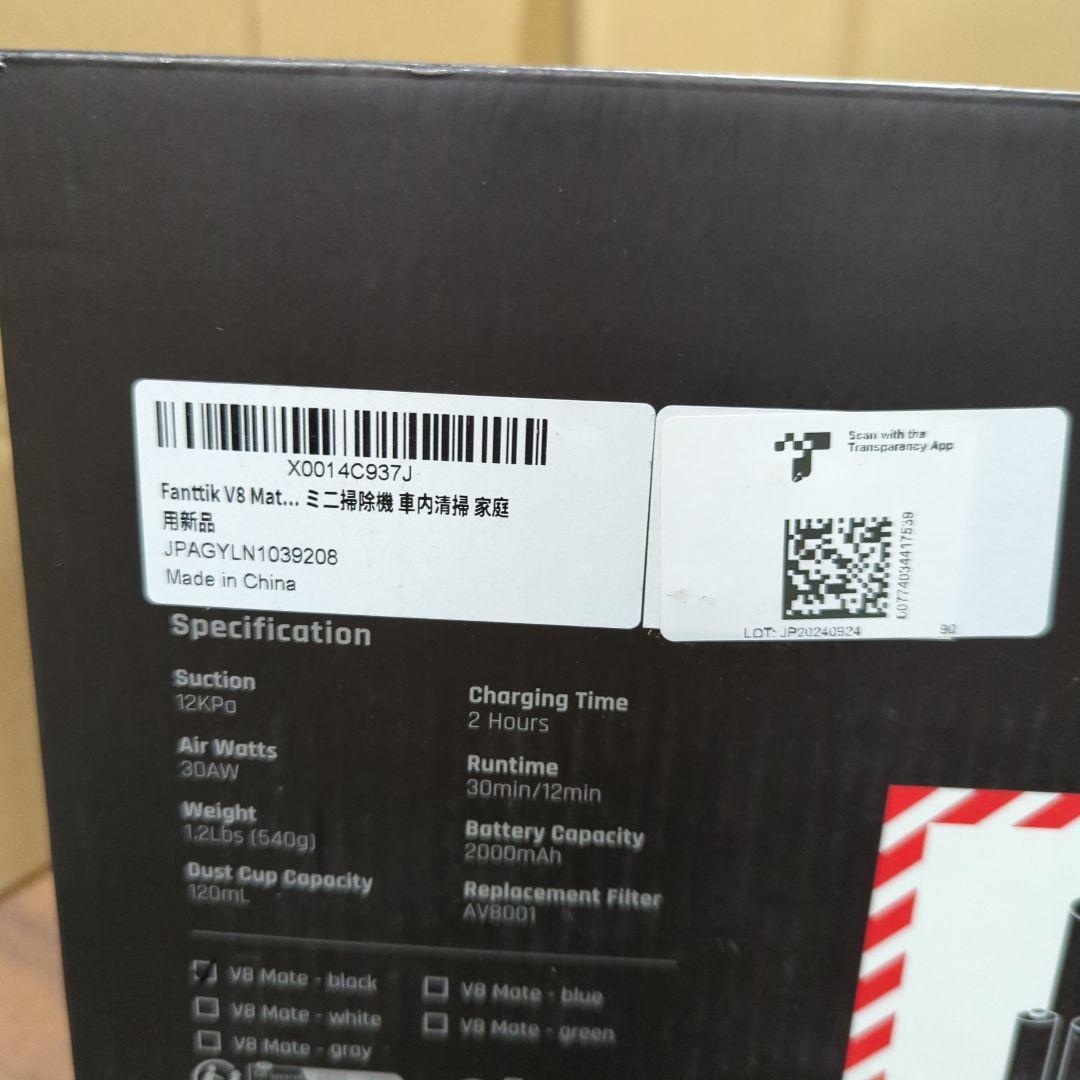 X0014C937J
Fanttik V8 Mat... ミニ掃除機 車内清掃 家庭
用新品
JPAGYLN1039208
Made in China
Scan with the
Transparency App
LOT: JP20240924
90
Specification
Suction
12KPa
Air Watts
30AW
Weight
1.2Lbs (540g)
Dust Cup Capacity
120mL
Charging Time
2 Hours
Runtime
30min/12min
Battery Capacity
2000mAh
Replacement Filter
AV8001
V8 Mate - black
V8 Mate - white
V8 Mate - gray
V8 Mate - blue
V8 Mate - green